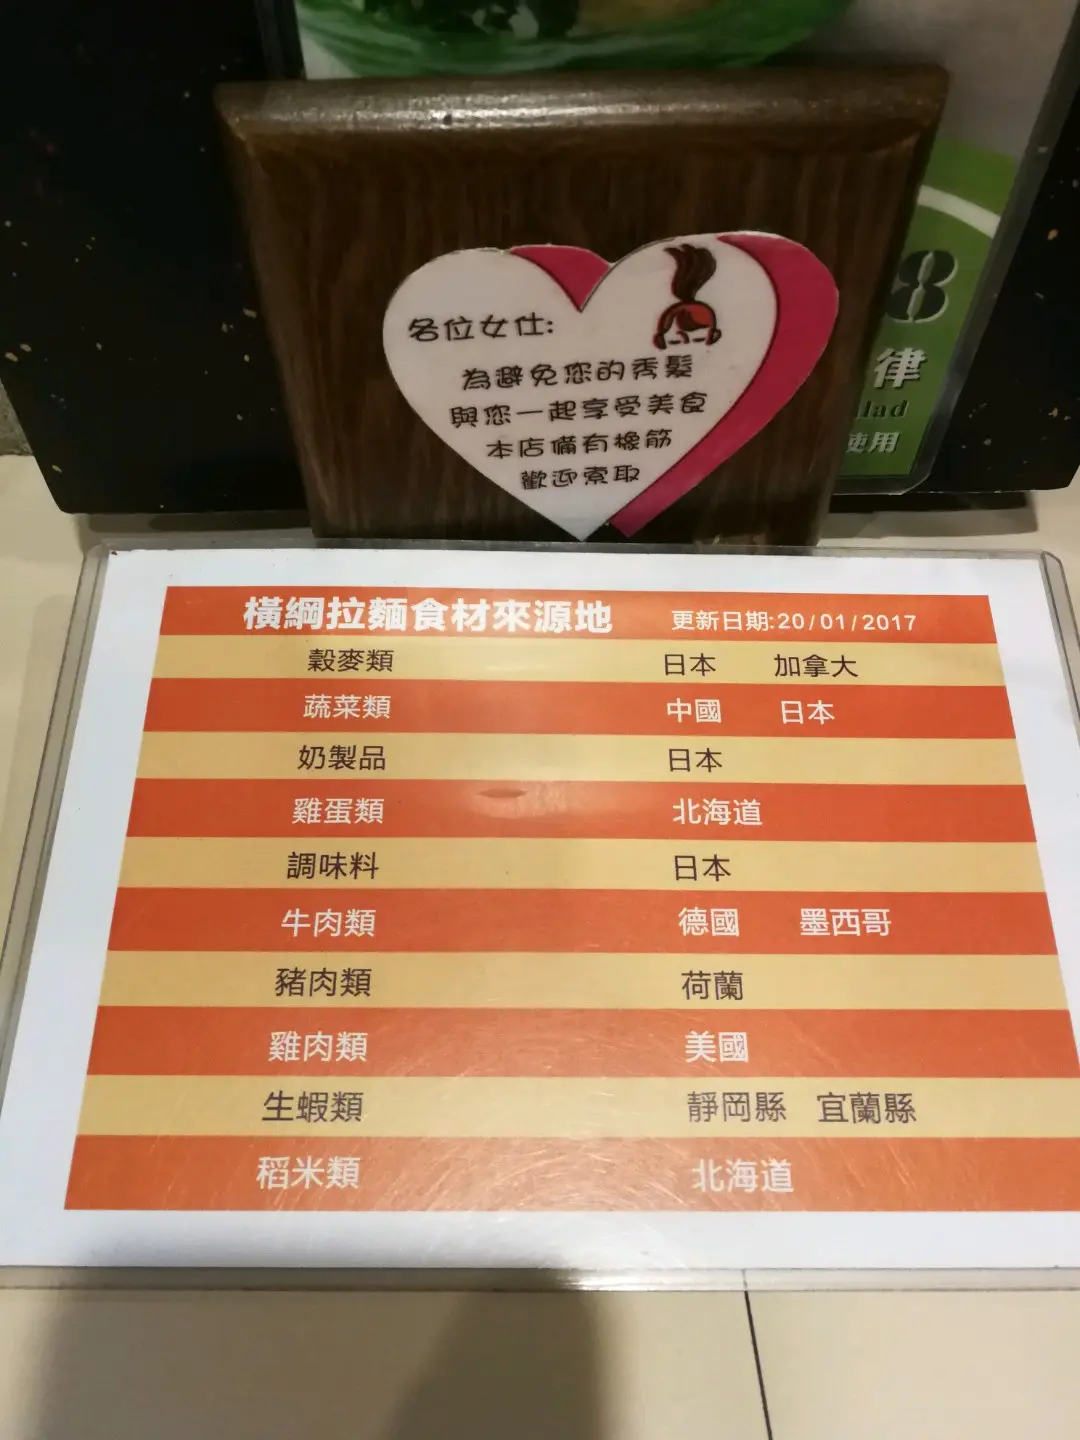 各位女仕:
為避免您的秀髮
與您一起享受美食
本店備有橡筋
歡迎索取
8
律
lad
使用
橫綱拉麵食材來源地 更新日期:20/01/2017
穀麥類 日本 加拿大
蔬菜類 中國 日本
奶製品 日本
雞蛋類 北海道
調味料 日本
牛肉類 德國 墨西哥
豬肉類 荷蘭
雞肉類 美國
生蝦類 靜岡縣 宜蘭縣
稻米類 北海道